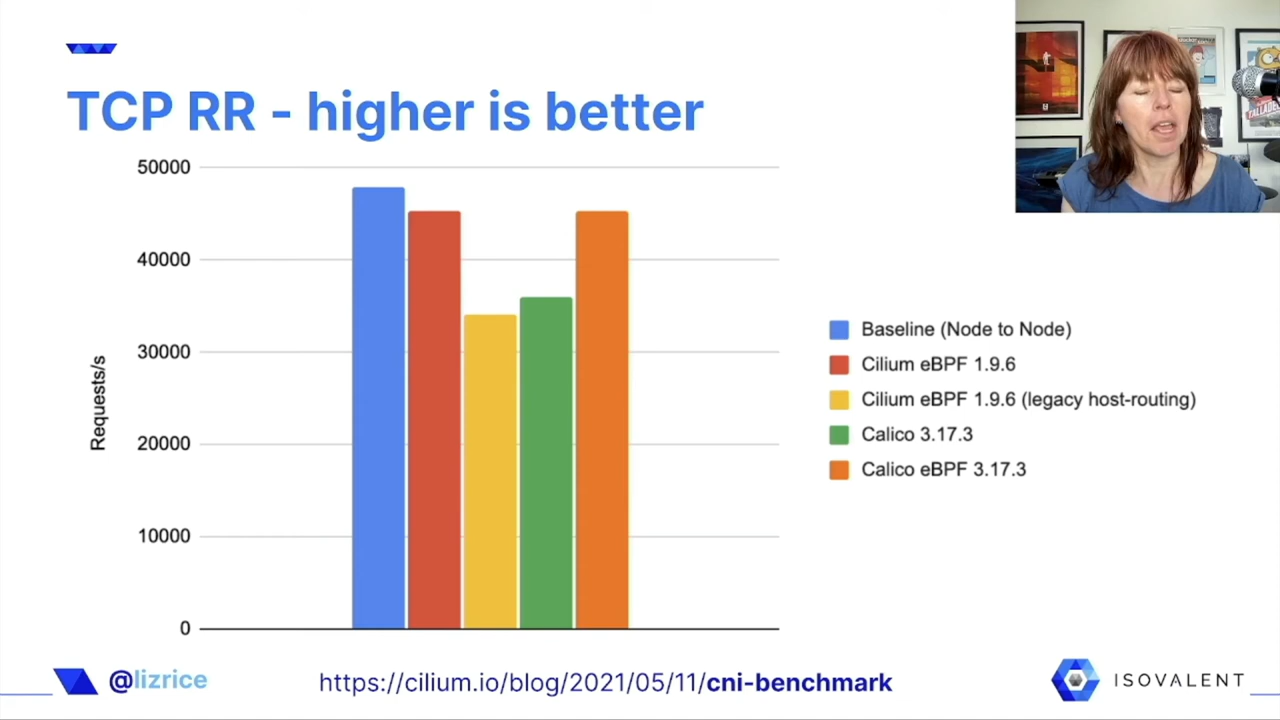 TCP RR - higher is better
50000
40000
30000
20000
10000
0
Requests/s
Baseline (Node to Node)
Cilium eBPF 1.9.6
Cilium eBPF 1.9.6 (legacy host-routing)
Calico 3.17.3
Calico eBPF 3.17.3
@lizrice
https://cilium.io/blog/2021/05/11/cni-benchmark
ISOVALENT